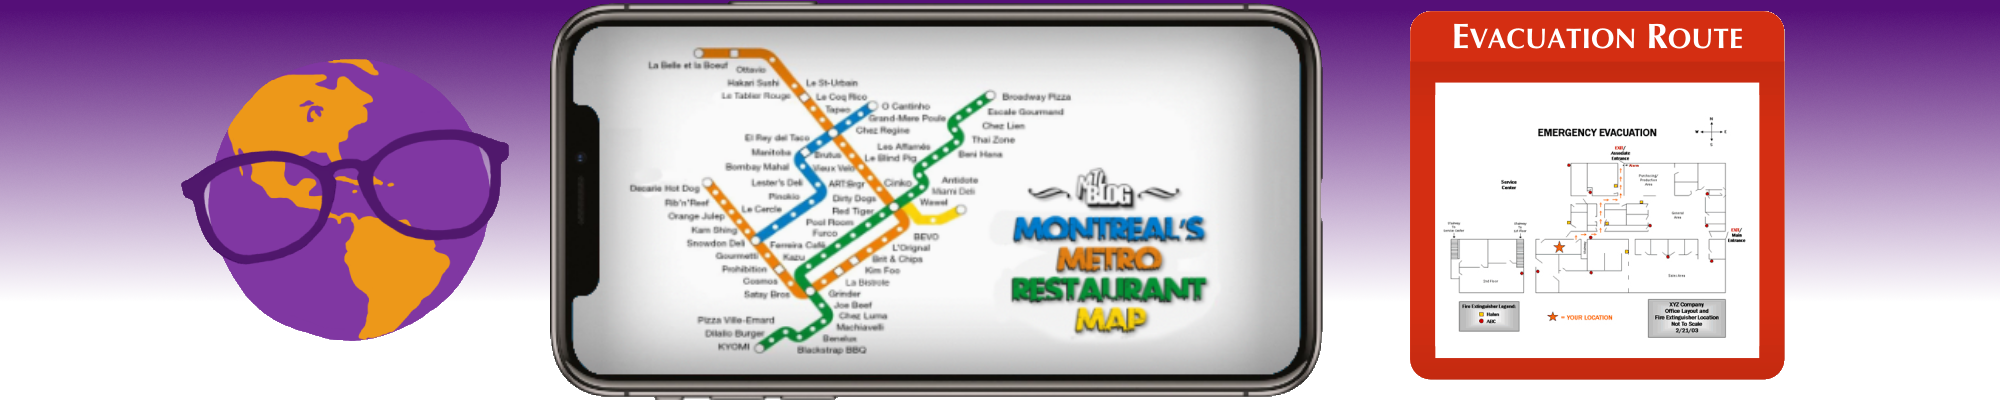 La Belle et la Boeuf
Ottavio
Hakari Sushi
Le St-Urbain
Le Tablier Rouge
Le Coq Rico
Tapeo
O Cantinho
Grand-Mere Poule
Chez Regine
El Rey del Taco
Manitoba
Brutus
Les Affamés
Le Blind Pig
Bombay Mahal
Vieux Velo
Lester's Deli
ART:Brgr
Cinko
Pinokio
Dirty Dogs
Le Cercle
Red Tiger
Pool Room
Furco
Ferreira Café
Kazu
Broadway Pizza
Escale Gourmand
Chez Lien
Thai Zone
Beni Hana
Antidote
Miami Deli
Wawel
BEVO
L'Orignal
Brit & Chips
Kim Foo
La Bistrote
Decarie Hot Dog
Rib'n'Reef
Orange Julep
Kam Shing
Snowdon Deli
Gourmetti
Prohibition
Cosmos
Satay Bros
Grinder
Joe Beef
Chez Luma
Machiavelli
Benelux
Blackstrap BBQ
Pizza Ville-Emard
Dilallo Burger
KYOMI
MTL
BLOG
MONTREAL'S
METRO
RESTAURANT
MAP
EVACUATION ROUTE
EMERGENCY EVACUATION
N
W
E
S
EXIT/
Associate
Entrance
Service
Center
EXIT/
Main
Entrance
2nd Floor
Fire Extinguisher Legend:
Halon
ABC
= YOUR LOCATION
XYZ Company
Office Layout and
Fire Extinguisher Location
Not To Scale
2/21/03